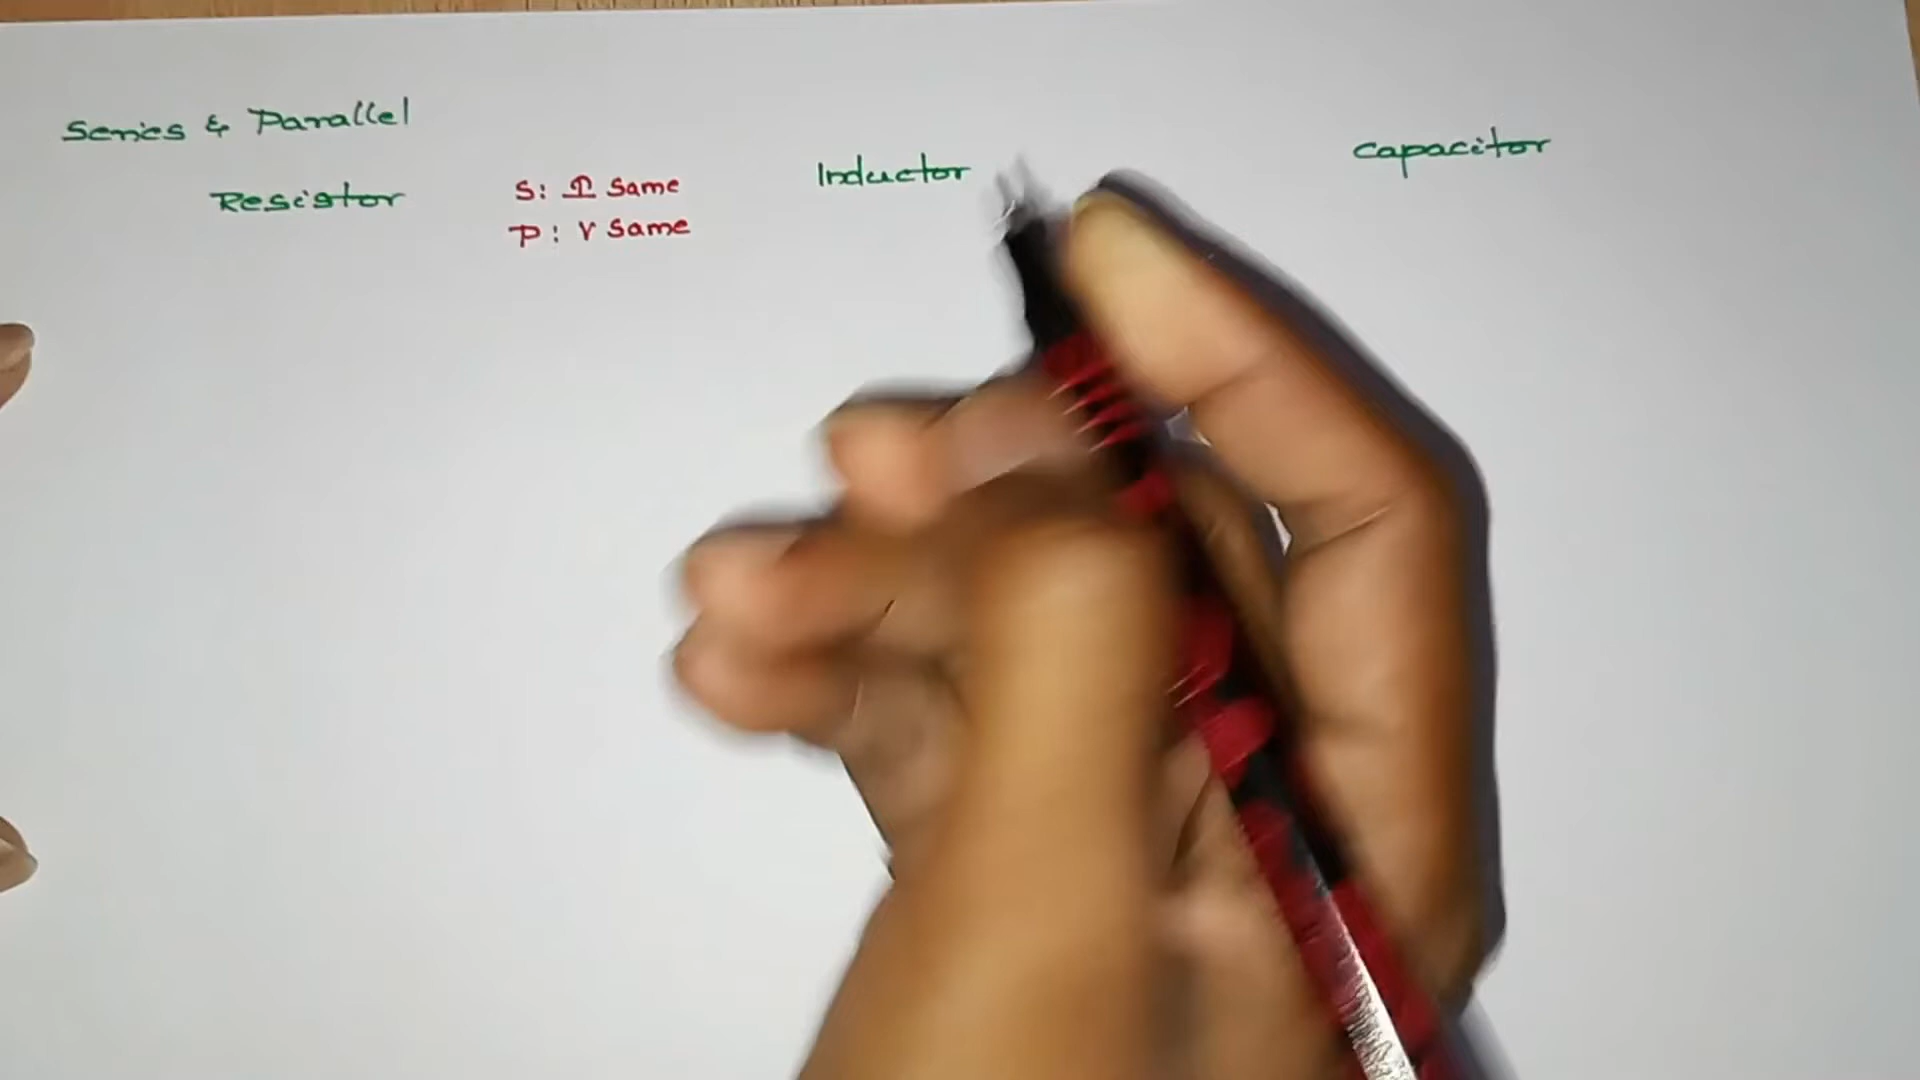 Series & Parallel
Resistor
S: I Same
P: V Same
Inductor
Capacitor